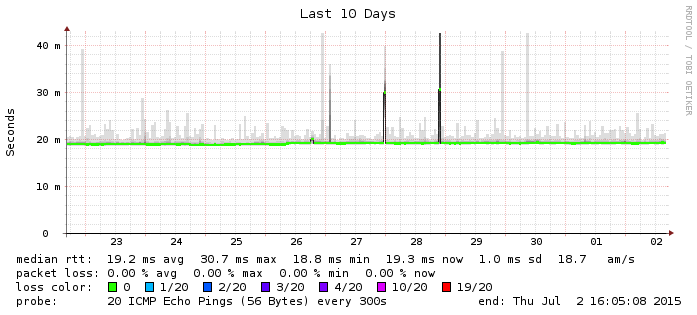 Last 10 Days
RRDTOOL / TOBI OETIKER
Seconds
40 m
30 m
20 m
10 m
0
23 24 25 26 27 28 29 30 01 02
median rtt: 19.2 ms avg 30.7 ms max 18.8 ms min 19.3 ms now 1.0 ms sd 18.7 am/s
packet loss: 0.00 % avg 0.00 % max 0.00 % min 0.00 % now
loss color: 0 1/20 2/20 3/20 4/20 10/20 19/20
probe: 20 ICMP Echo Pings (56 Bytes) every 300s end: Thu Jul 2 16:05:08 2015